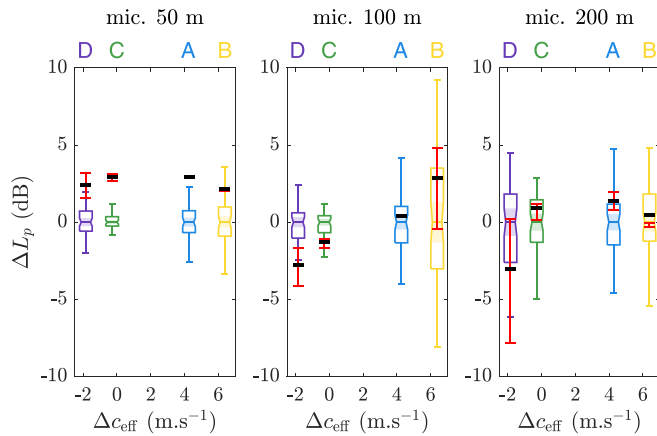 mic. 50 m mic. 100 m mic. 200 m
D C A B D C A B D C A B
10 10 10
5 5 5
ΔLp (dB) 0 0 0
-5 -5 -5
-10 -10 -10
-2 0 2 4 6 -2 0 2 4 6 -2 0 2 4 6
Δc_eff (m.s⁻¹) Δc_eff (m.s⁻¹) Δc_eff (m.s⁻¹)